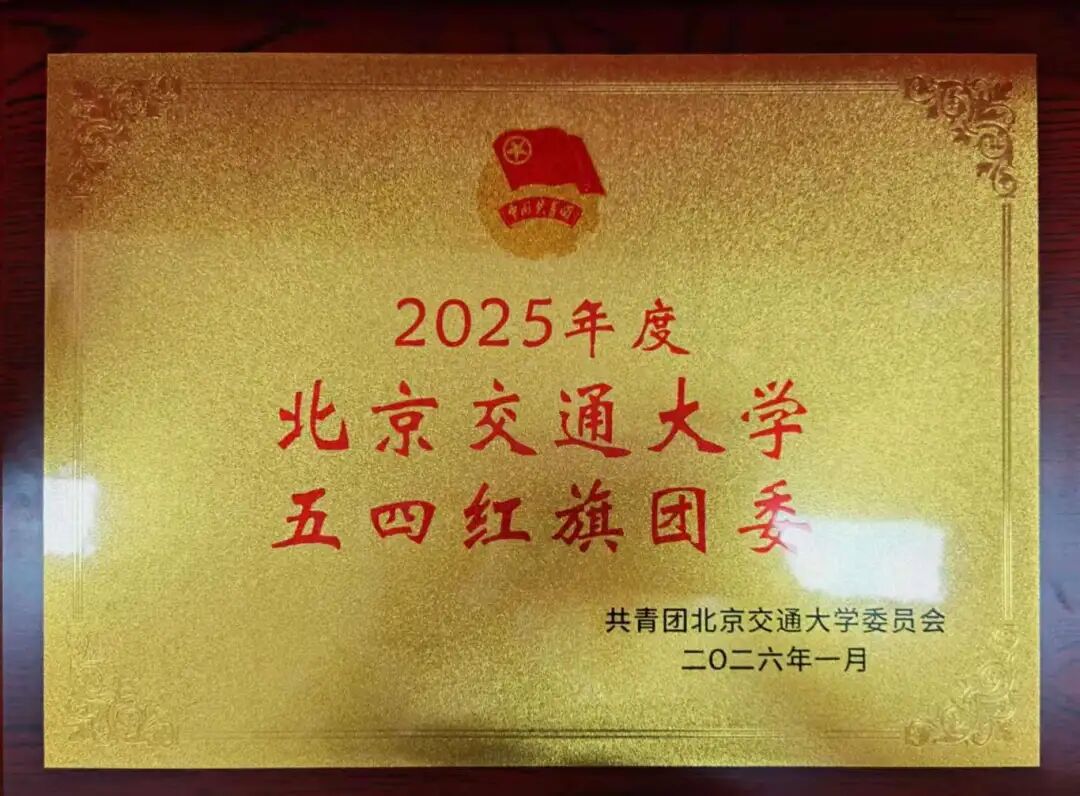 中国共青团
2025年度
北京交通大学
五四红旗团委
共青团北京交通大学委员会
二〇二六年一月